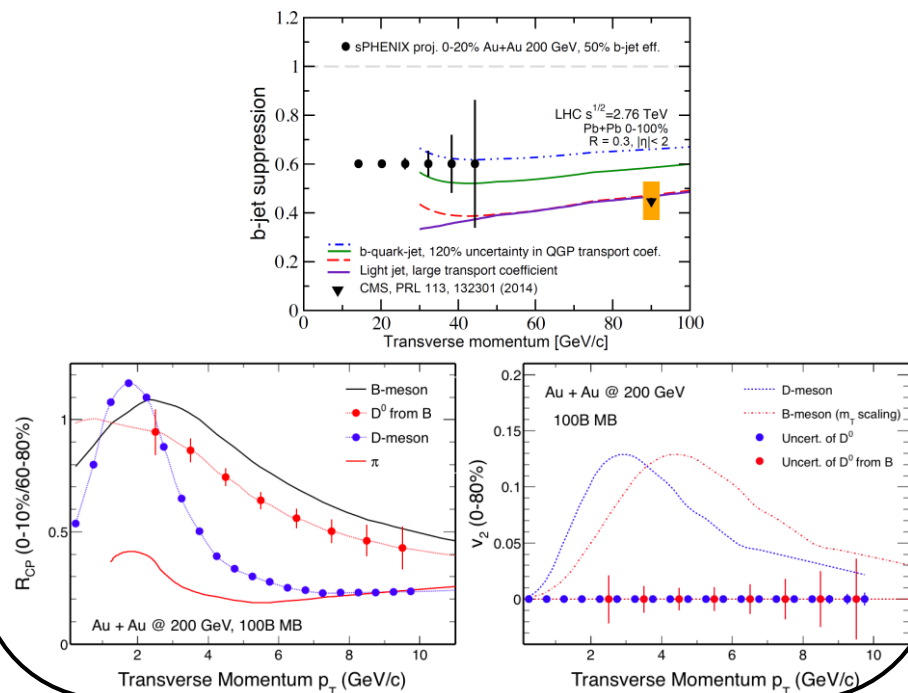 sPHENIX proj. 0-20% Au+Au 200 GeV, 50% b-jet eff.
1.2
1
0.8
0.6
0.4
0.2
0
b-jet suppression
LHC s^1/2=2.76 TeV
Pb+Pb 0-100%
R = 0.3, |η|< 2
b-quark-jet, 120% uncertainty in QGP transport coef.
Light jet, large transport coefficient
CMS, PRL 113, 132301 (2014)
0 20 40 60 80 100
Transverse momentum [GeV/c]
R_CP (0-10%/60-80%)
1
0.5
0
B-meson
D^0 from B
D-meson
π
Au + Au @ 200 GeV, 100B MB
2 4 6 8 10
Transverse Momentum p_T (GeV/c)
v_2 (0-80%)
0.2
0.15
0.1
0.05
0
Au + Au @ 200 GeV
100B MB
D-meson
B-meson (m_T scaling)
Uncert. of D^0
Uncert. of D^0 from B
2 4 6 8 10
Transverse Momentum p_T (GeV/c)